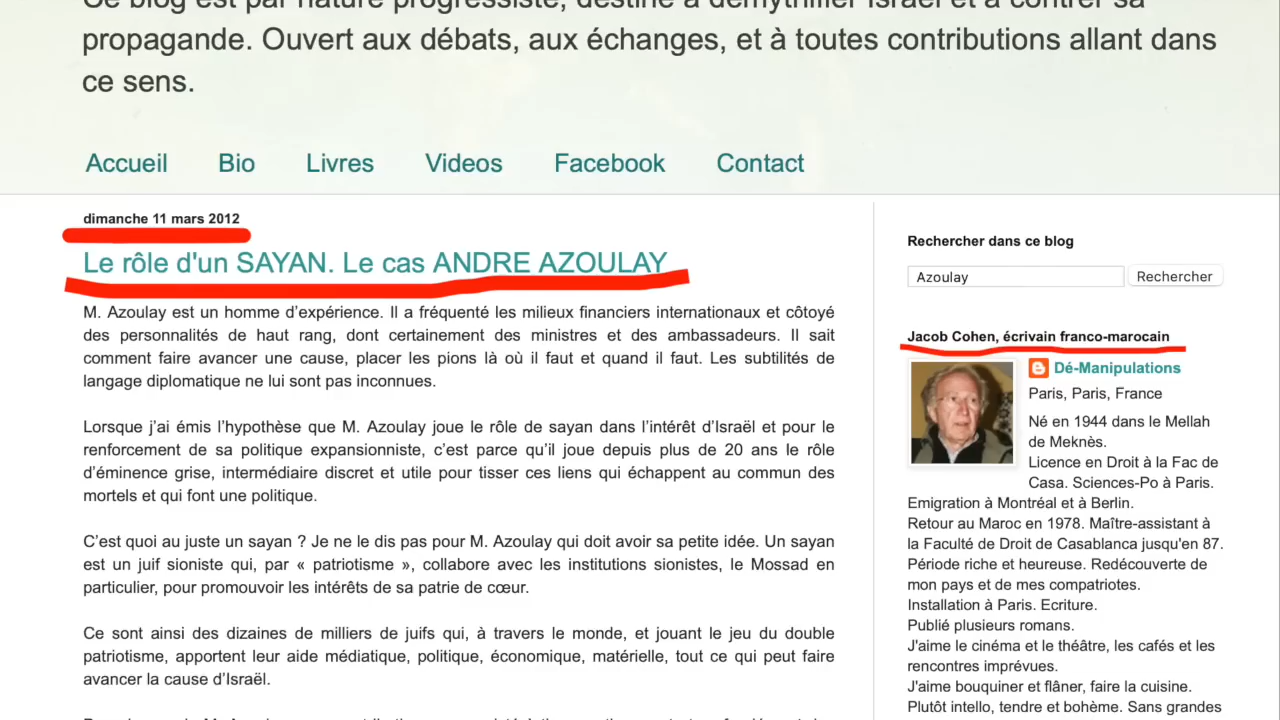 Ce blog est par nature progressiste, destiné à démythifier Israël et à contrer sa
propagande. Ouvert aux débats, aux échanges, et à toutes contributions allant dans
ce sens.
Accueil Bio Livres Videos Facebook Contact
dimanche 11 mars 2012
Le rôle d'un SAYAN. Le cas ANDRE AZOULAY
M. Azoulay est un homme d’expérience. Il a fréquenté les milieux financiers internationaux et côtoyé
des personnalités de haut rang, dont certainement des ministres et des ambassadeurs. Il sait
comment faire avancer une cause, placer les pions là où il faut et quand il faut. Les subtilités de
langage diplomatique ne lui sont pas inconnues.
Lorsque j’ai émis l’hypothèse que M. Azoulay joue le rôle de sayan dans l’intérêt d’Israël et pour le
renforcement de sa politique expansionniste, c’est parce qu’il joue depuis plus de 20 ans le rôle
d’éminence grise, intermédiaire discret et utile pour tisser ces liens qui échappent au commun des
mortels et qui font une politique.
C’est quoi au juste un sayan ? Je ne le dis pas pour M. Azoulay qui doit avoir sa petite idée. Un sayan
est un juif sioniste qui, par « patriotisme », collabore avec les institutions sionistes, le Mossad en
particulier, pour promouvoir les intérêts de sa patrie de cœur.
Ce sont ainsi des dizaines de milliers de juifs qui, à travers le monde, et jouant le jeu du double
patriotisme, apportent leur aide médiatique, politique, économique, matérielle, tout ce qui peut faire
avancer la cause d’Israël.
Rechercher dans ce blog
Azoulay Rechercher
Jacob Cohen, écrivain franco-marocain
Dé-Manipulations
Paris, Paris, France
Né en 1944 dans le Mellah
de Meknès.
Licence en Droit à la Fac de
Casa. Sciences-Po à Paris.
Emigration à Montréal et à Berlin.
Retour au Maroc en 1978. Maître-assistant à
la Faculté de Droit de Casablanca jusqu'en 87.
Période riche et heureuse. Redécouverte de
mon pays et de mes compatriotes.
Installation à Paris. Ecriture.
Publié plusieurs romans.
J'aime le cinéma et le théâtre, les cafés et les
rencontres imprévues.
J'aime bouquiner et flâner, faire la cuisine.
Plutôt intello, tendre et bohème. Sans grandes